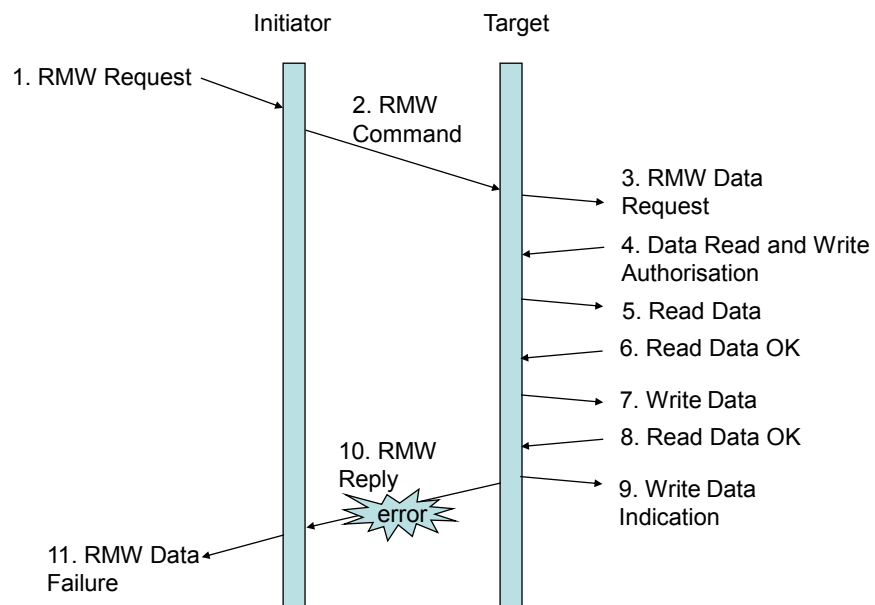 Initiator
Target
1. RMW Request
2. RMW
Command
3. RMW Data
Request
4. Data Read and Write
Authorisation
5. Read Data
6. Read Data OK
7. Write Data
8. Read Data OK
9. Write Data
Indication
10. RMW
Reply
error
11. RMW Data
Failure